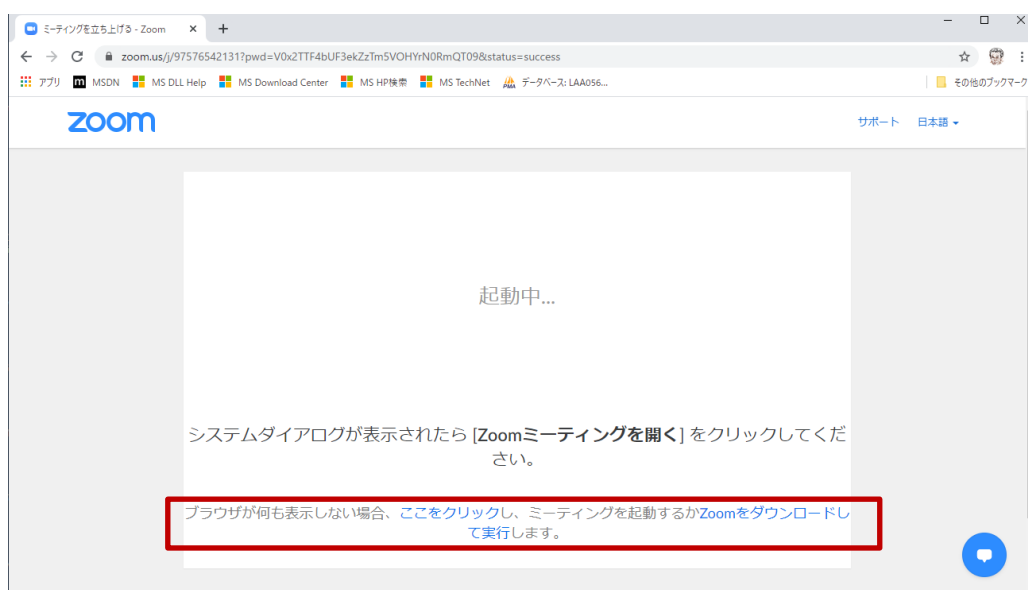 ミーティングを立ち上げる - Zoom
zoom.us/j/97576542131?pwd=V0x2TTF4bUF3ekZzTm5VOHYrN0RmQT09&status=success
アプリ MSDN MS DLL Help MS Download Center MS HP検索 MS TechNet データベース: LAA056... その他のブックマーク
zoom サポート 日本語
起動中...
システムダイアログが表示されたら [Zoomミーティングを開く] をクリックしてくだ
さい。
ブラウザが何も表示しない場合、ここをクリックし、ミーティングを起動するかZoomをダウンロードし
て実行します。